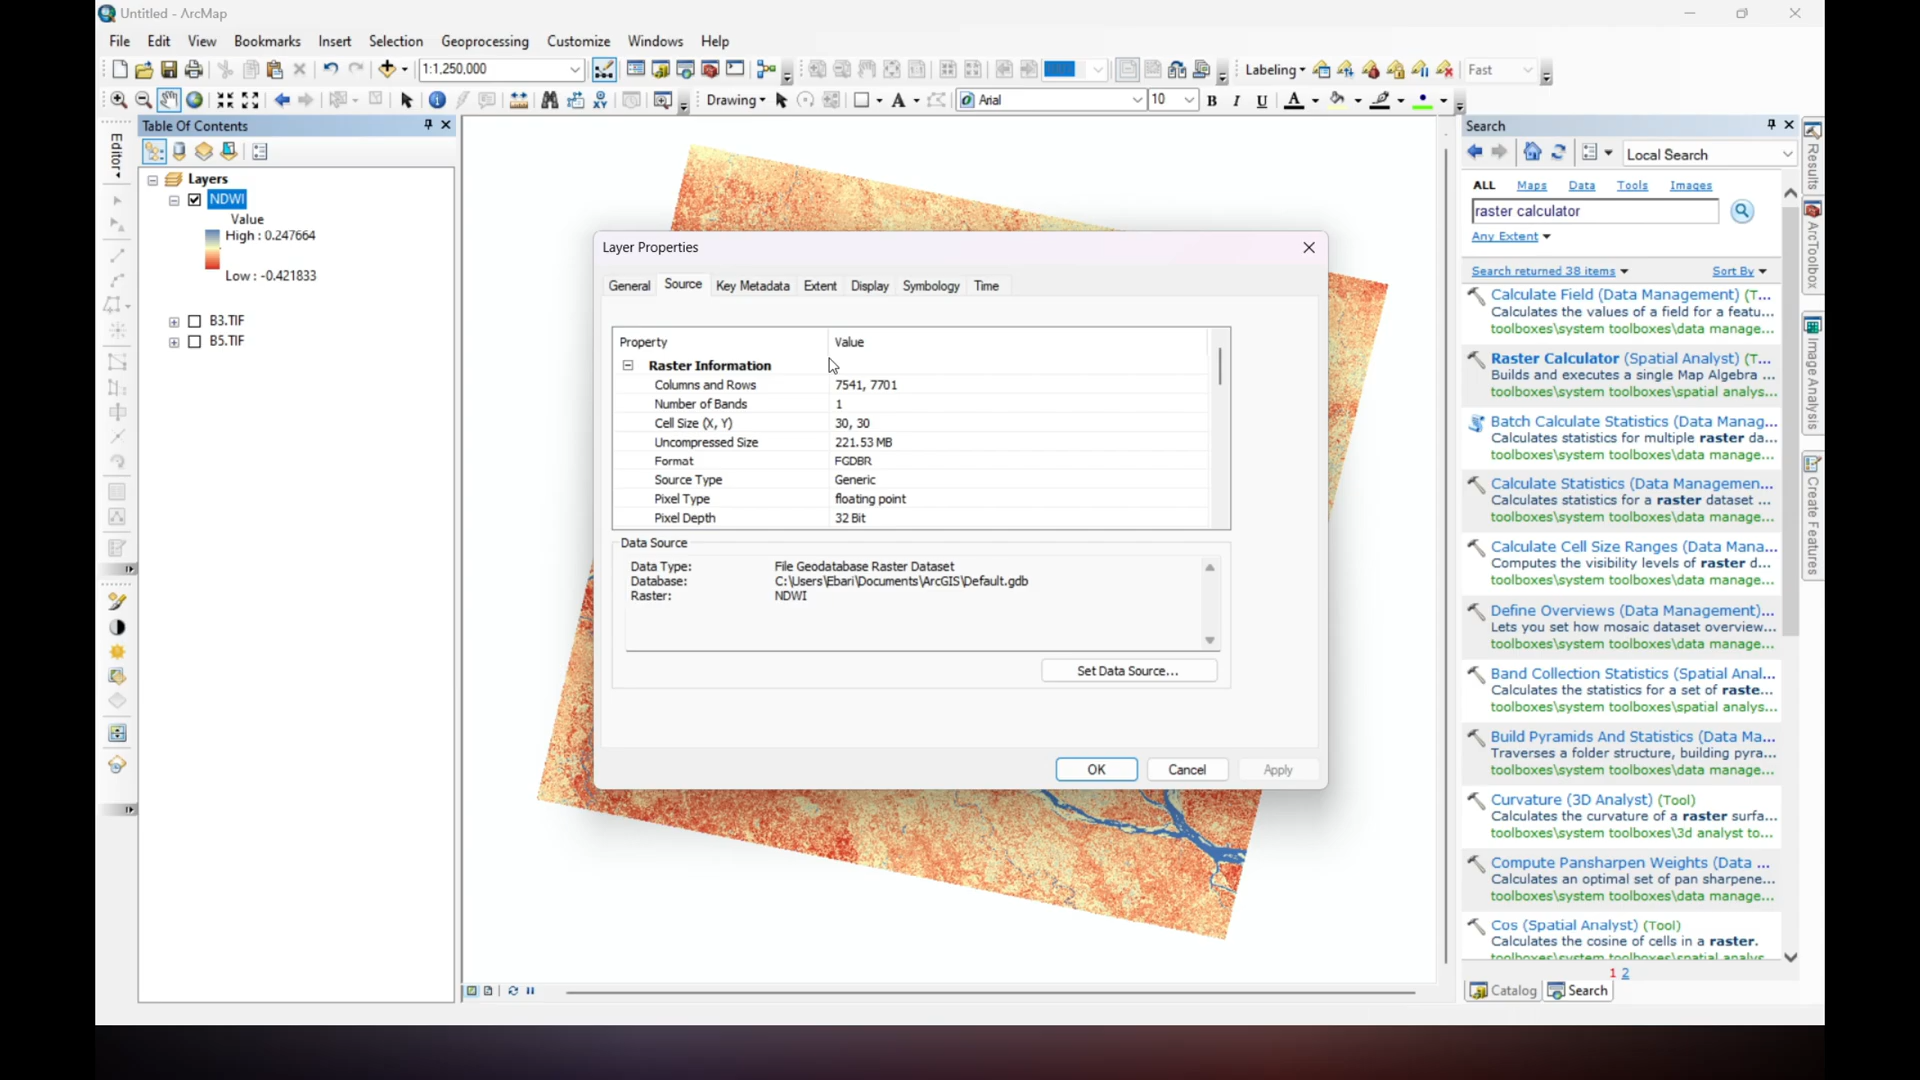 Untitled - ArcMap
File Edit View Bookmarks Insert Selection Geoprocessing Customize Windows Help
1:1,250,000 Labeling Fast
Drawing A Arial 10 B I U A
Table Of Contents
Editor
Layers
NDWI
Value
High : 0.247664
Low : -0.421833
B3.TIF
B5.TIF
Layer Properties
General Source Key Metadata Extent Display Symbology Time
Property Value
Raster Information
Columns and Rows 7541, 7701
Number of Bands 1
Cell Size (X, Y) 30, 30
Uncompressed Size 221.53 MB
Format FGDBR
Source Type Generic
Pixel Type floating point
Pixel Depth 32 Bit
Data Source
Data Type: File Geodatabase Raster Dataset
Database: C:\Users\Ebari\Documents\ArcGIS\Default.gdb
Raster: NDWI
Set Data Source...
OK Cancel Apply
Search
Local Search
ALL Maps Data Tools Images
raster calculator
Any Extent
Search returned 38 items Sort By
Calculate Field (Data Management) (T...
Calculates the values of a field for a featu...
toolboxes\system toolboxes\data manage...
Raster Calculator (Spatial Analyst) (T...
Builds and executes a single Map Algebra ...
toolboxes\system toolboxes\spatial analys...
Batch Calculate Statistics (Data Manag...
Calculates statistics for multiple raster da...
toolboxes\system toolboxes\data manage...
Calculate Statistics (Data Managemen...
Calculates statistics for a raster dataset ...
toolboxes\system toolboxes\data manage...
Calculate Cell Size Ranges (Data Mana...
Computes the visibility levels of raster d...
toolboxes\system toolboxes\data manage...
Define Overviews (Data Management)...
Lets you set how mosaic dataset overview...
toolboxes\system toolboxes\data manage...
Band Collection Statistics (Spatial Anal...
Calculates the statistics for a set of raste...
toolboxes\system toolboxes\spatial analys...
Build Pyramids And Statistics (Data Ma...
Traverses a folder structure, building pyra...
toolboxes\system toolboxes\data manage...
Curvature (3D Analyst) (Tool)
Calculates the curvature of a raster surfa...
toolboxes\system toolboxes\3d analyst to...
Compute Pansharpen Weights (Data ...
Calculates an optimal set of pan sharpene...
toolboxes\system toolboxes\data manage...
Cos (Spatial Analyst) (Tool)
Calculates the cosine of cells in a raster.
toolboxes\system toolboxes\spatial analys...
1 2
Catalog Search
Results
ArcToolbox
Image Analysis
Create Features